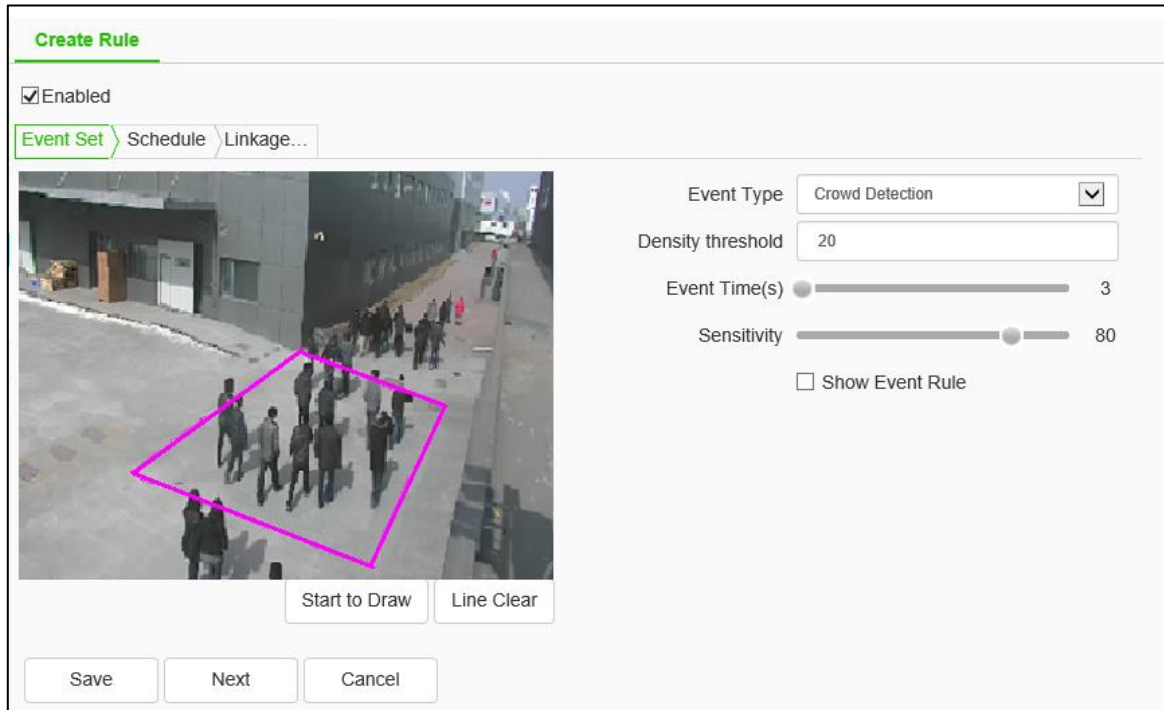 Create Rule
Enabled
Event Set Schedule Linkage...
Event Type Crowd Detection
Density threshold 20
Event Time(s) 3
Sensitivity 80
Show Event Rule
Start to Draw Line Clear
Save Next Cancel